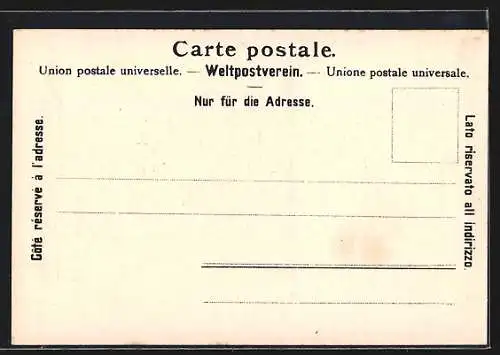 Carte postale.
Union postale universelle. — Weltpostverein. — Unione postale universale.
Nur für die Adresse.
Côté réservé à l'adresse.
Lato riservato all indirizzo.